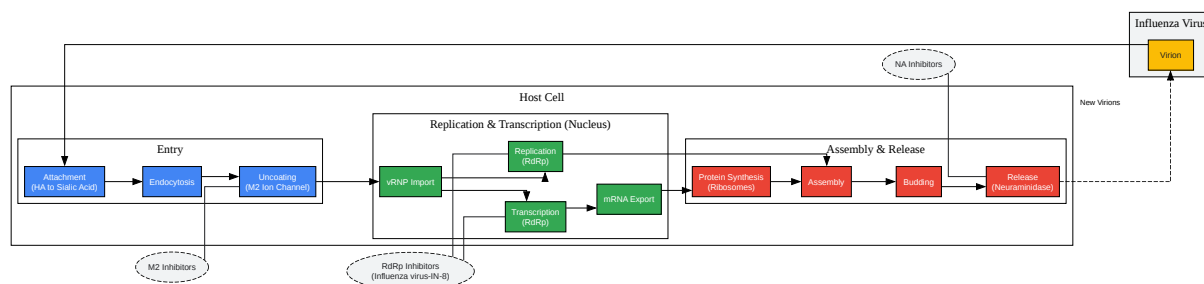 Influenza Virus
Virion
NA Inhibitors
Host Cell
New Virions
Replication & Transcription (Nucleus)
Entry
Assembly & Release
Attachment
(HA to Sialic Acid)
Endocytosis
Uncoating
(M2 Ion Channel)
vRNP Import
Replication
(RdRp)
Transcription
(RdRp)
mRNA Export
Protein Synthesis
(Ribosomes)
Assembly
Budding
Release
(Neuraminidase)
M2 Inhibitors
RdRp Inhibitors
(Influenza virus-IN-8)